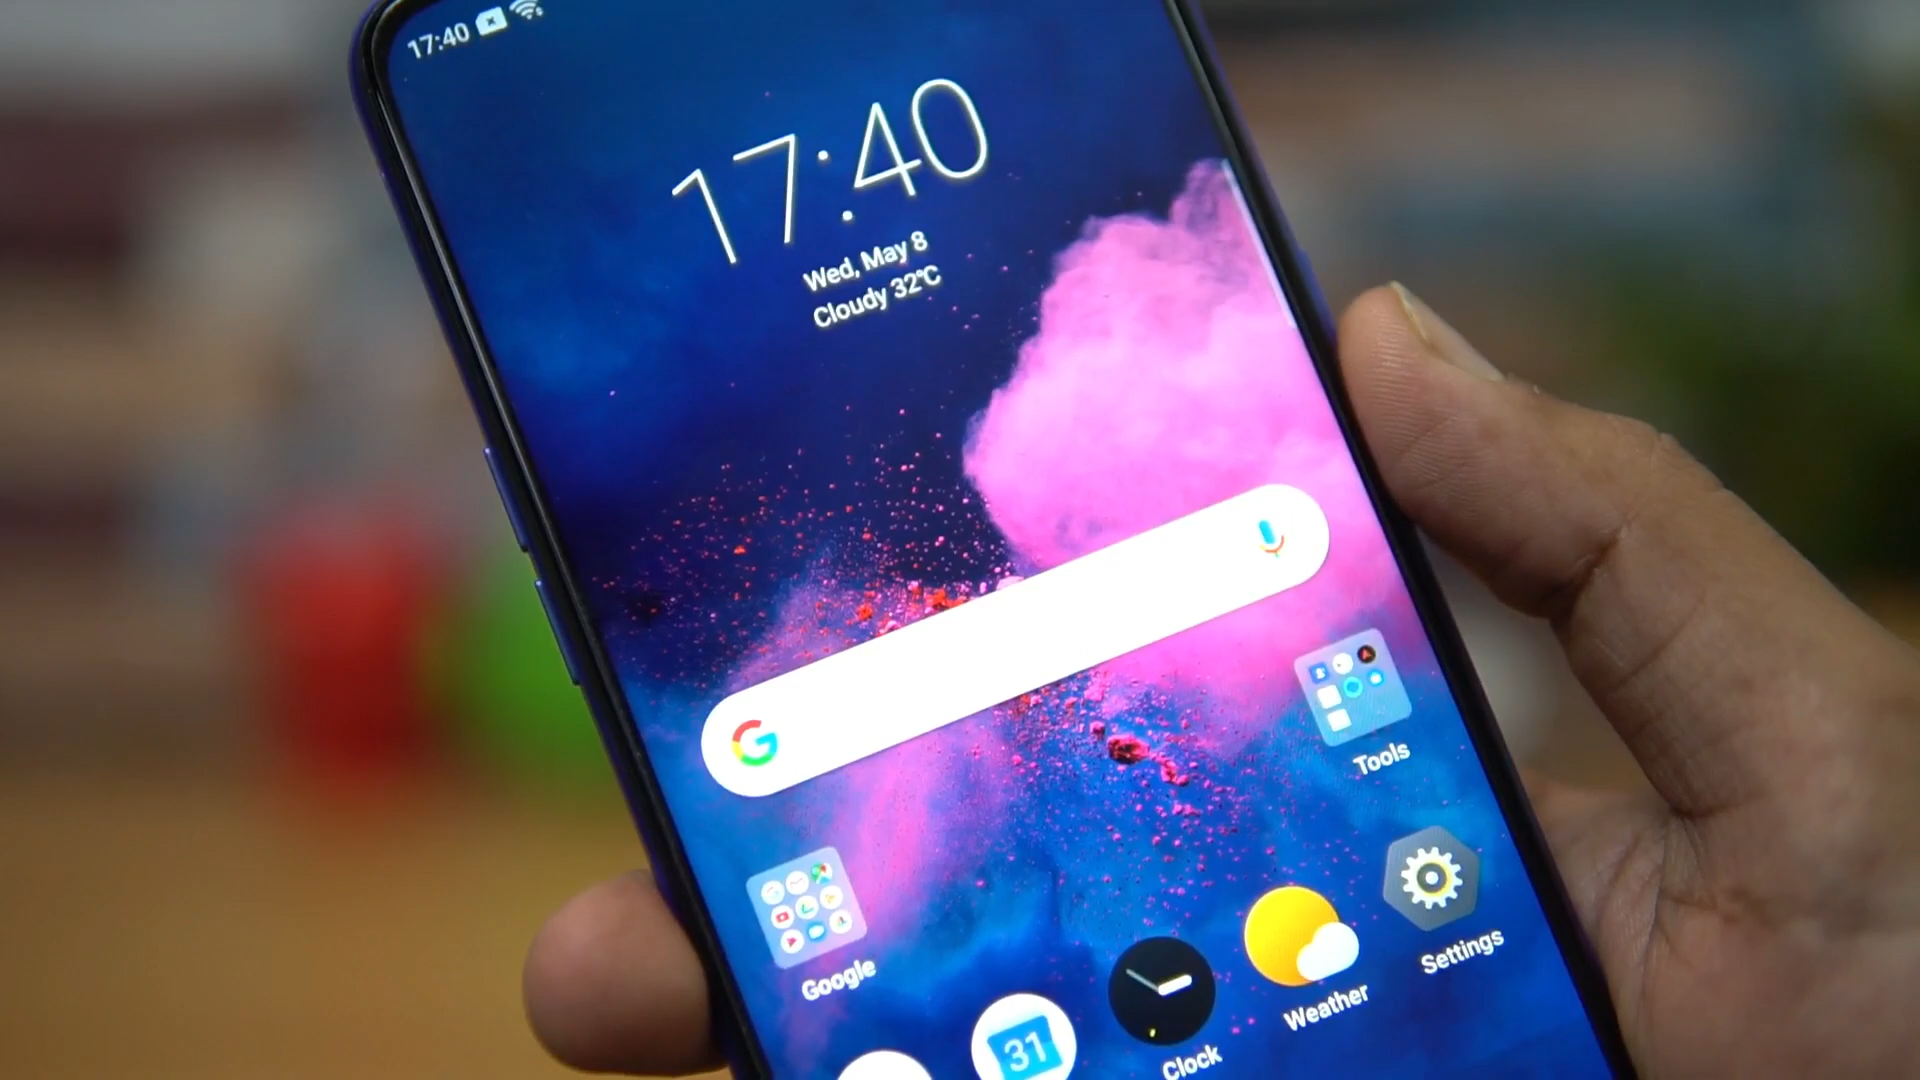 17:40
17:40
Wed, May 8
Cloudy 32℃
G
Tools
Google
Settings
Weather
31
Clock